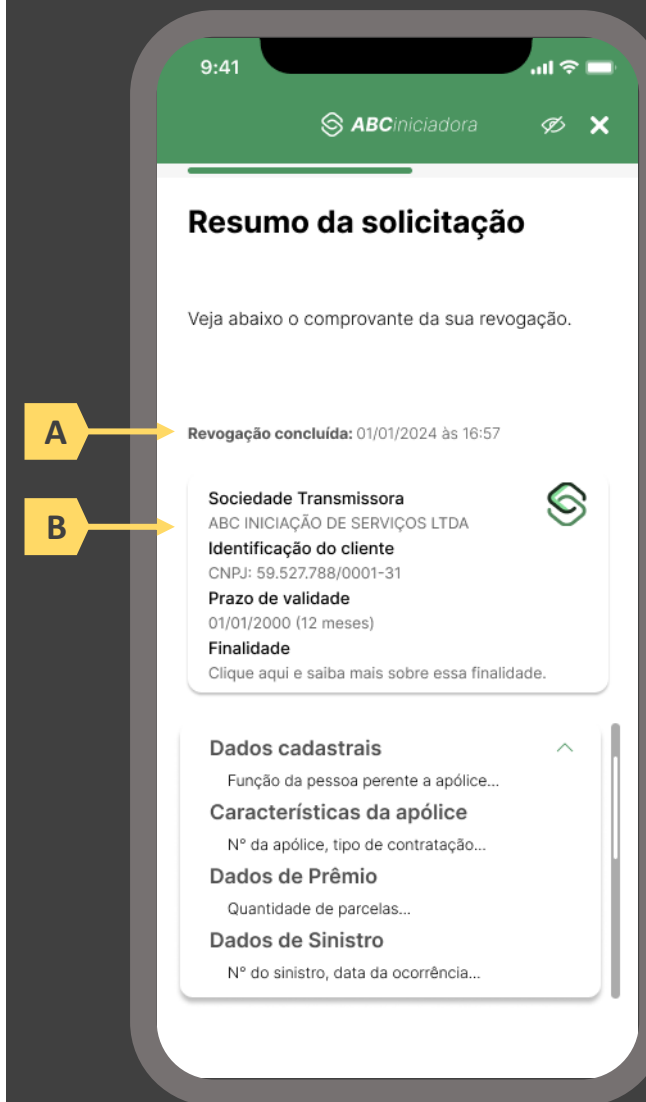 9:41
ABCiniciadora
Resumo da solicitação
Veja abaixo o comprovante da sua revogação.
A
Revogação concluída: 01/01/2024 às 16:57
B
Sociedade Transmissora
ABC INICIAÇÃO DE SERVIÇOS LTDA
Identificação do cliente
CNPJ: 59.527.788/0001-31
Prazo de validade
01/01/2000 (12 meses)
Finalidade
Clique aqui e saiba mais sobre essa finalidade.
Dados cadastrais
Função da pessoa perente a apólice...
Características da apólice
N° da apólice, tipo de contratação...
Dados de Prêmio
Quantidade de parcelas...
Dados de Sinistro
N° do sinistro, data da ocorrência...